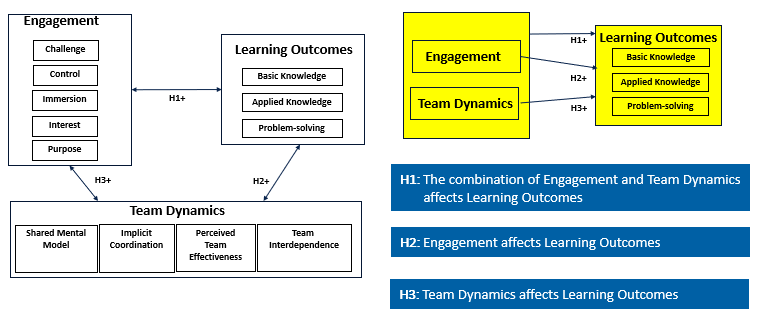 Engagement
Challenge
Control
Immersion
Interest
Purpose
H1+
Learning Outcomes
Basic Knowledge
Applied Knowledge
Problem-solving
H3+
H2+
Team Dynamics
Shared Mental
Model
Implicit
Coordination
Perceived
Team
Effectiveness
Team
Interdependence
Engagement
Team Dynamics
H1+
H2+
H3+
Learning Outcomes
Basic Knowledge
Applied Knowledge
Problem-solving
H1: The combination of Engagement and Team Dynamics
affects Learning Outcomes
H2: Engagement affects Learning Outcomes
H3: Team Dynamics affects Learning Outcomes